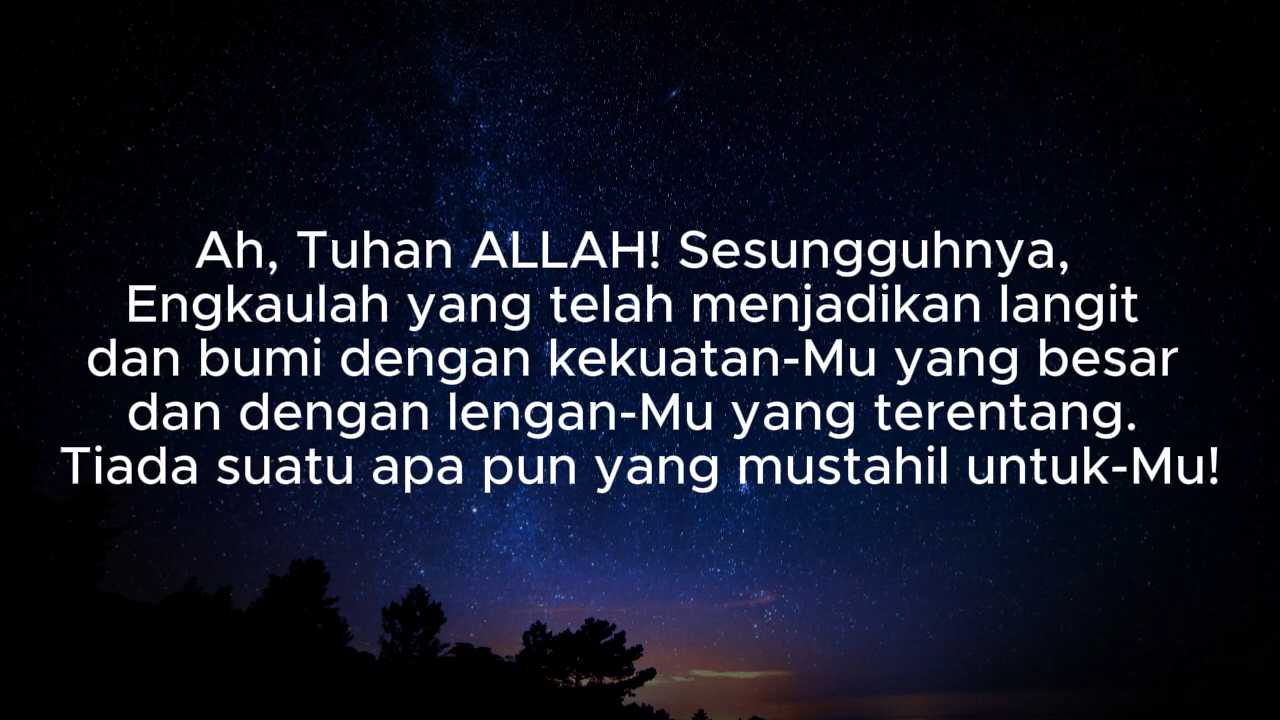 Ah, Tuhan ALLAH! Sesungguhnya,
Engkaulah yang telah menjadikan langit
dan bumi dengan kekuatan-Mu yang besar
dan dengan lengan-Mu yang terentang.
Tiada suatu apa pun yang mustahil untuk-Mu!